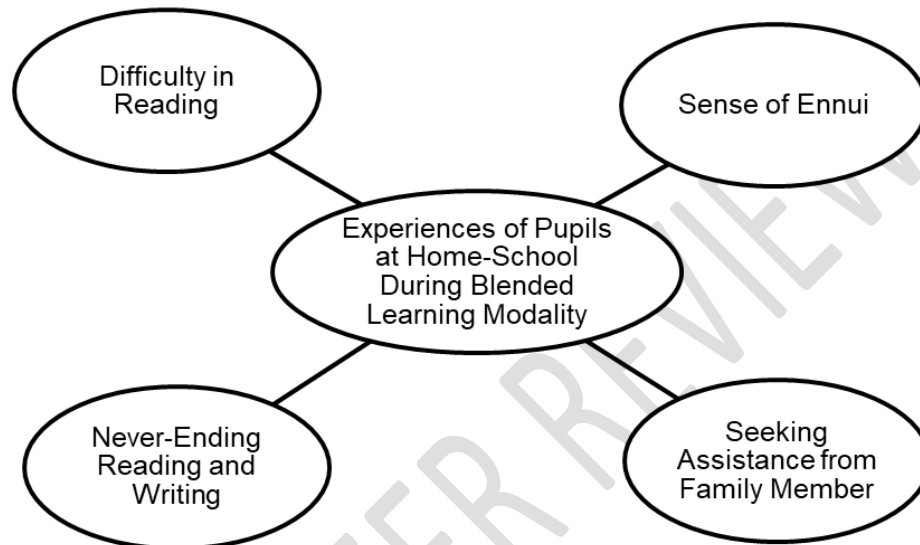 Difficulty in
Reading
Sense of Ennui
Experiences of Pupils
at Home-School
During Blended
Learning Modality
Never-Ending
Reading and
Writing
Seeking
Assistance from
Family Member